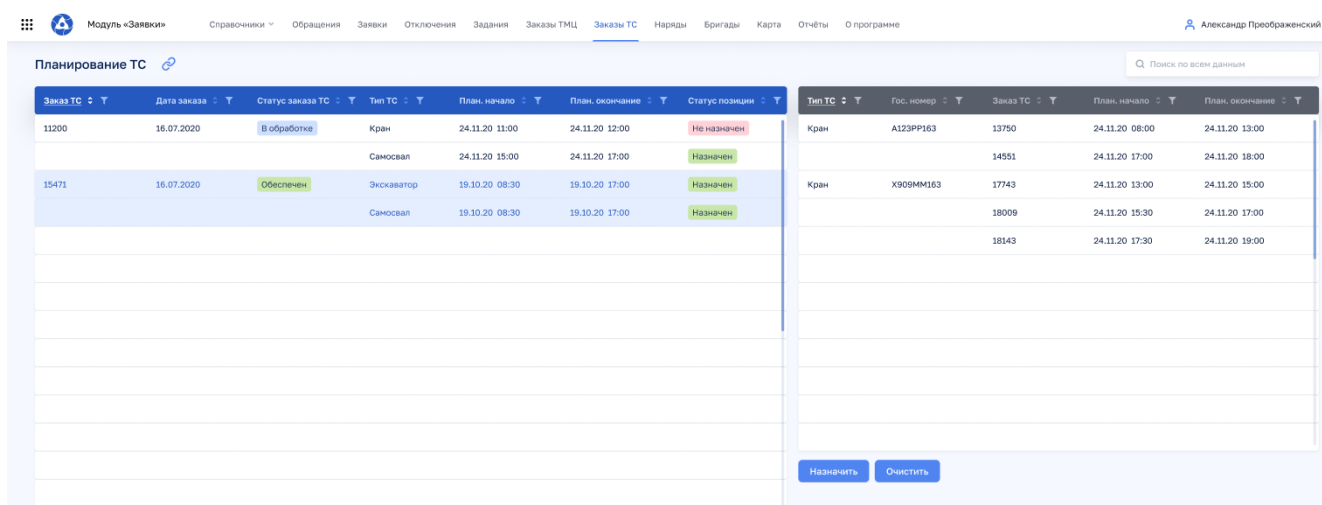 Модуль «Заявки» Справочники Обращения Заявки Отключения Задания Заказы ТМЦ Заказы ТС Наряды Бригады Карта Отчёты О программе Александр Преображенский
Планирование ТС Поиск по всем данным
Заказ ТС Дата заказа Статус заказа ТС Тип ТС План. начало План. окончание Статус позиции Тип ТС Гос. номер Заказ ТС План. начало План. окончание
11200 16.07.2020 В обработке Кран 24.11.20 11:00 24.11.20 12:00 Не назначен Кран А123РР163 13750 24.11.20 08:00 24.11.20 13:00
Самосвал 24.11.20 15:00 24.11.20 17:00 Назначен 14551 24.11.20 17:00 24.11.20 18:00
15471 16.07.2020 Обеспечен Экскаватор 19.10.20 08:30 19.10.20 17:00 Назначен Кран Х909ММ163 17743 24.11.20 13:00 24.11.20 15:00
Самосвал 19.10.20 08:30 19.10.20 17:00 Назначен 18009 24.11.20 15:30 24.11.20 17:00
18143 24.11.20 17:30 24.11.20 19:00
Назначить Очистить